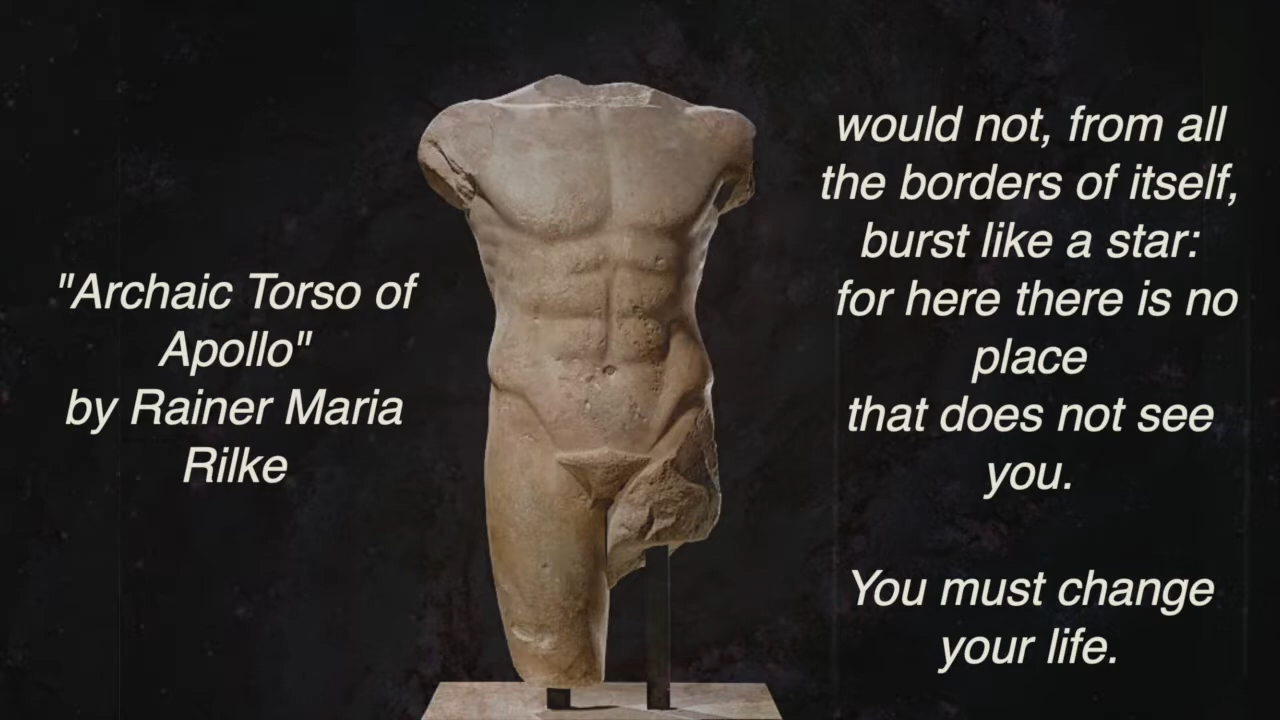 "Archaic Torso of
Apollo"
by Rainer Maria
Rilke
would not, from all
the borders of itself,
burst like a star:
for here there is no
place
that does not see
you.
You must change
your life.